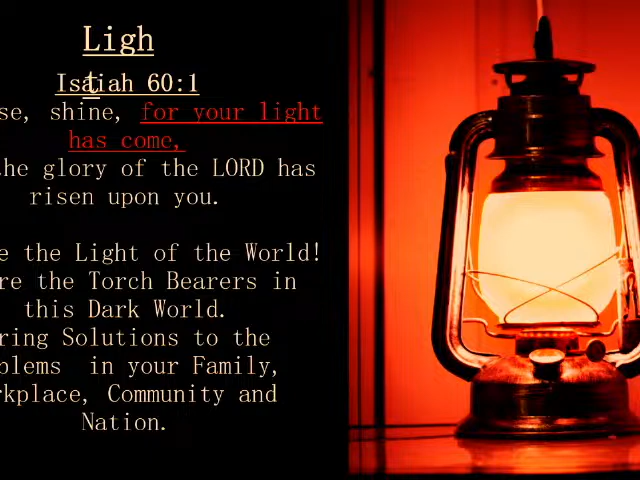 Light
Isaiah 60:1
se, shine, for your light
has come,
he glory of the LORD has
risen upon you.
e the Light of the World!
re the Torch Bearers in
this Dark World.
ring Solutions to the
blems in your Family,
rkplace, Community and
Nation.